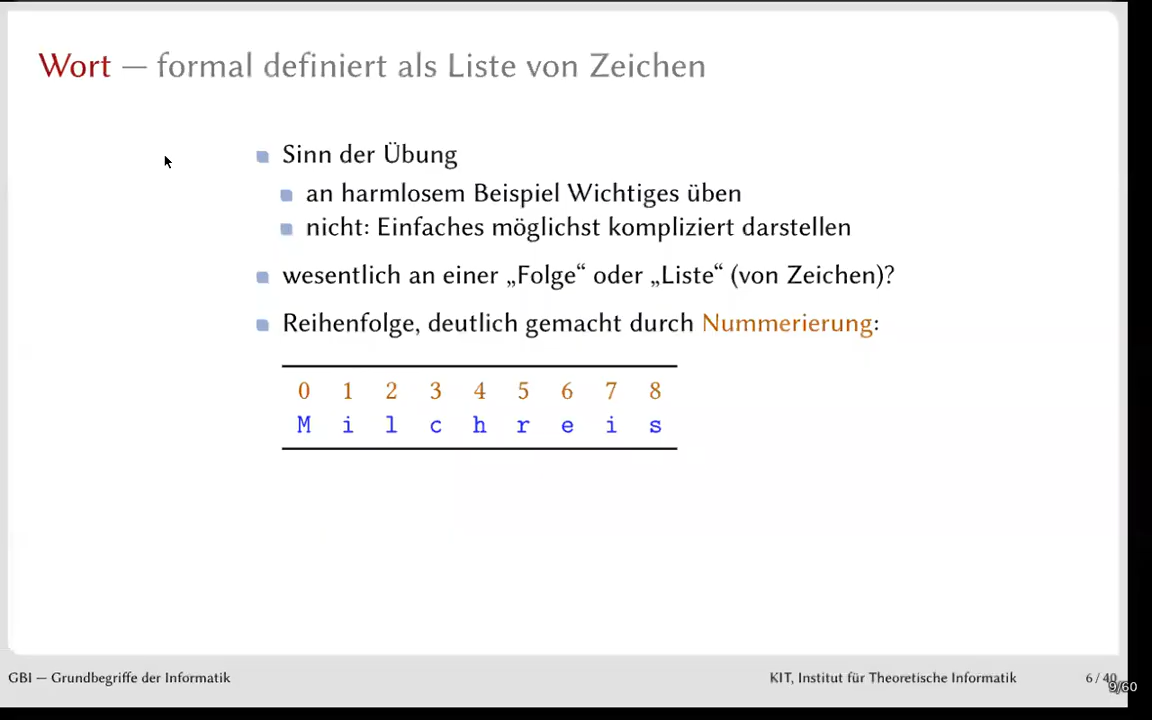 Wort — formal definiert als Liste von Zeichen
Sinn der Übung
an harmlosem Beispiel Wichtiges üben
nicht: Einfaches möglichst kompliziert darstellen
wesentlich an einer „Folge“ oder „Liste“ (von Zeichen)?
Reihenfolge, deutlich gemacht durch Nummerierung:
0 1 2 3 4 5 6 7 8
M i l c h r e i s
GBI — Grundbegriffe der Informatik
KIT, Institut für Theoretische Informatik
6 / 40
9/60